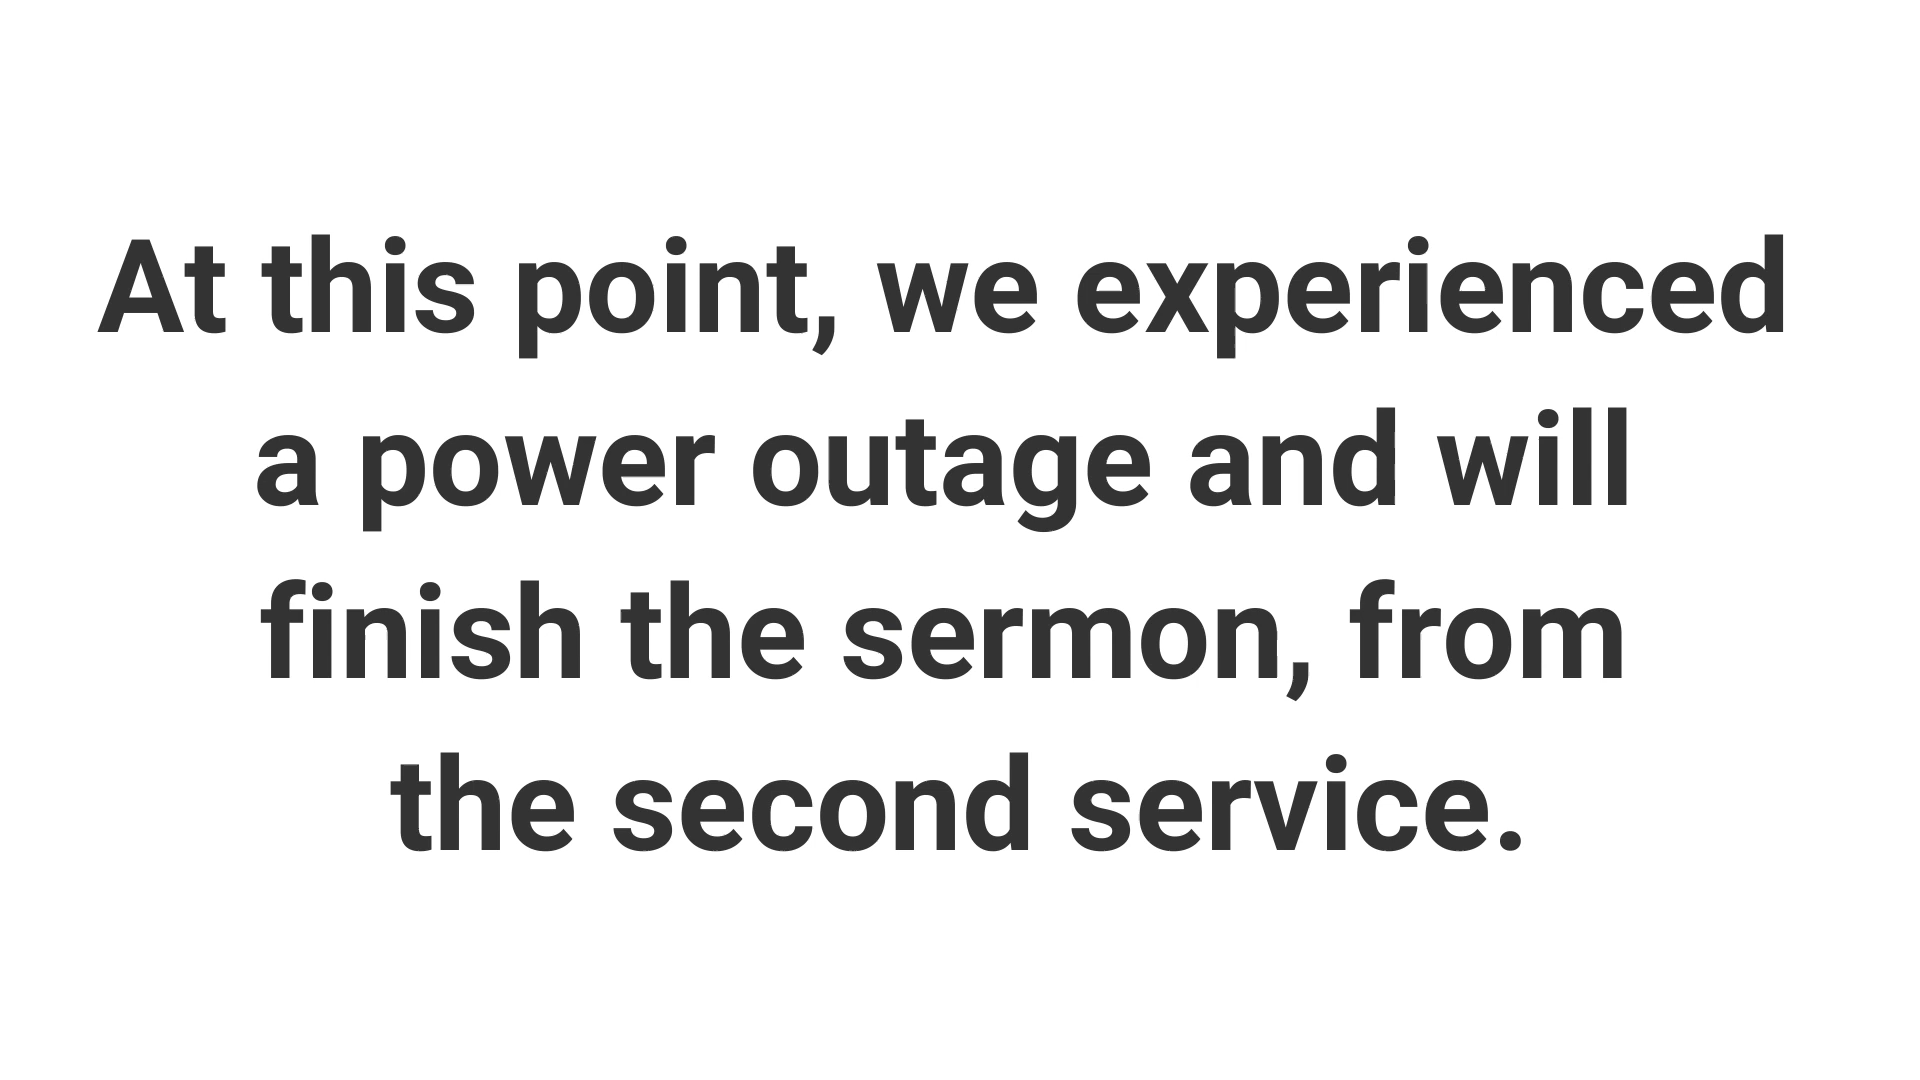 At this point, we experienced
a power outage and will
finish the sermon, from
the second service.